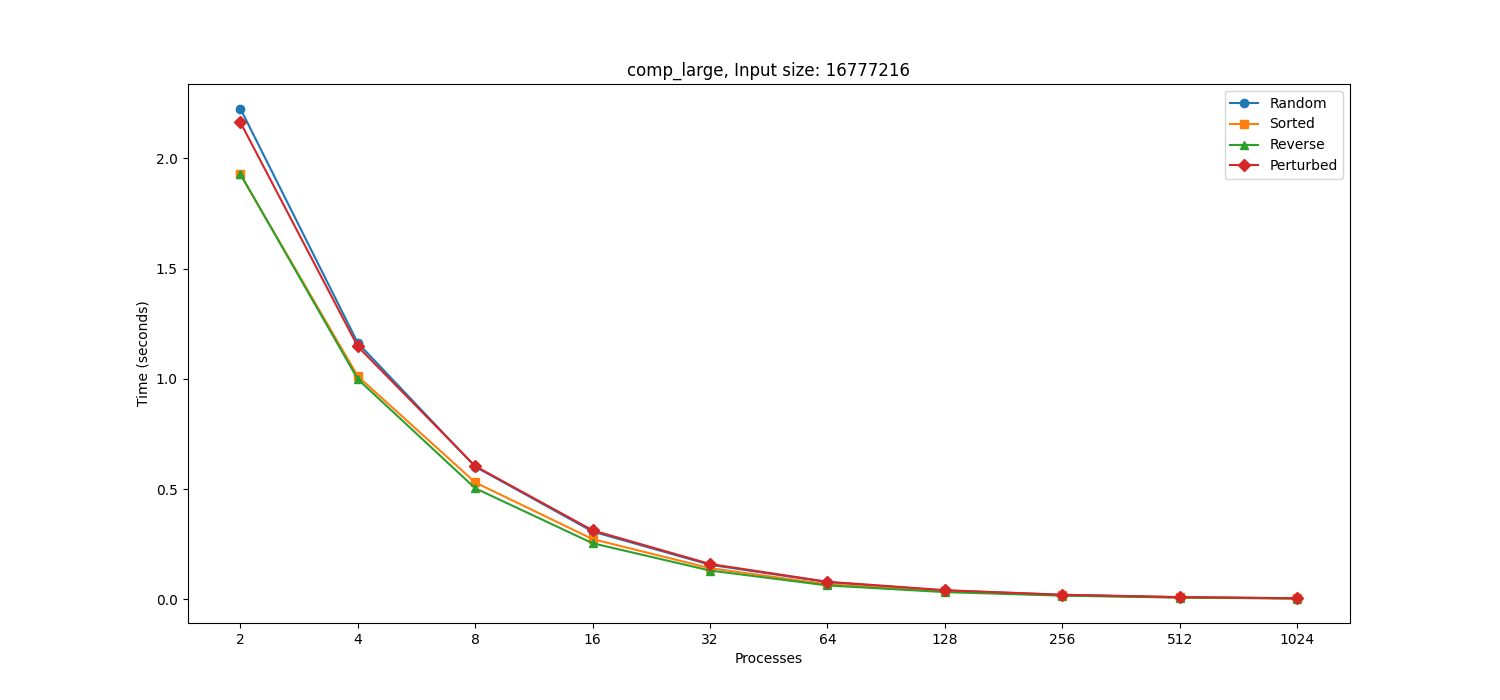 comp_large, Input size: 16777216
Random
Sorted
Reverse
Perturbed
Time (seconds)
2.0
1.5
1.0
0.5
0.0
2 4 8 16 32 64 128 256 512 1024
Processes